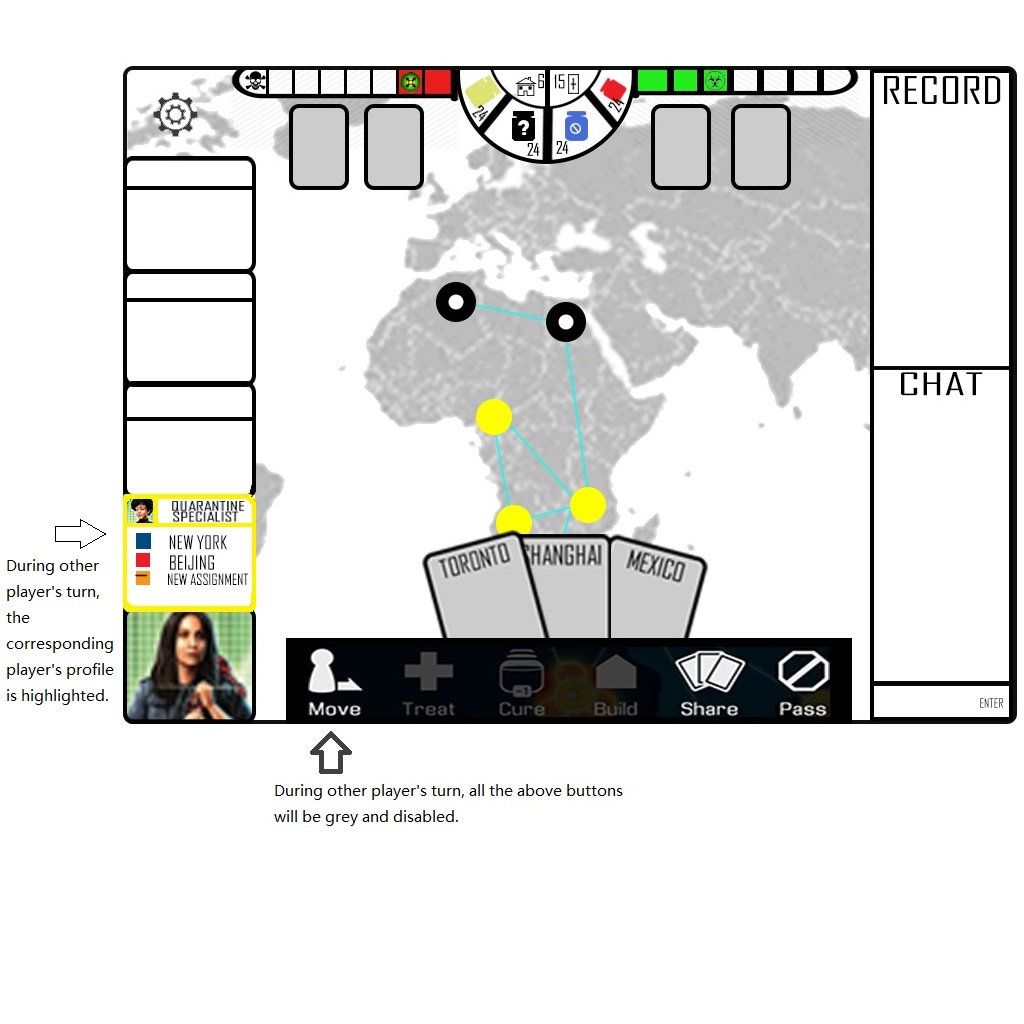 6
15
24
24
?
24
24
RECORD
CHAT
QUARANTINE
SPECIALIST
NEW YORK
BEIJING
NEW ASSIGNMENT
During other
player's turn,
the
corresponding
player's profile
is highlighted.
TORONTO
SHANGHAI
MEXICO
Move
Treat
Cure
Build
Share
Pass
ENTER
During other player's turn, all the above buttons
will be grey and disabled.